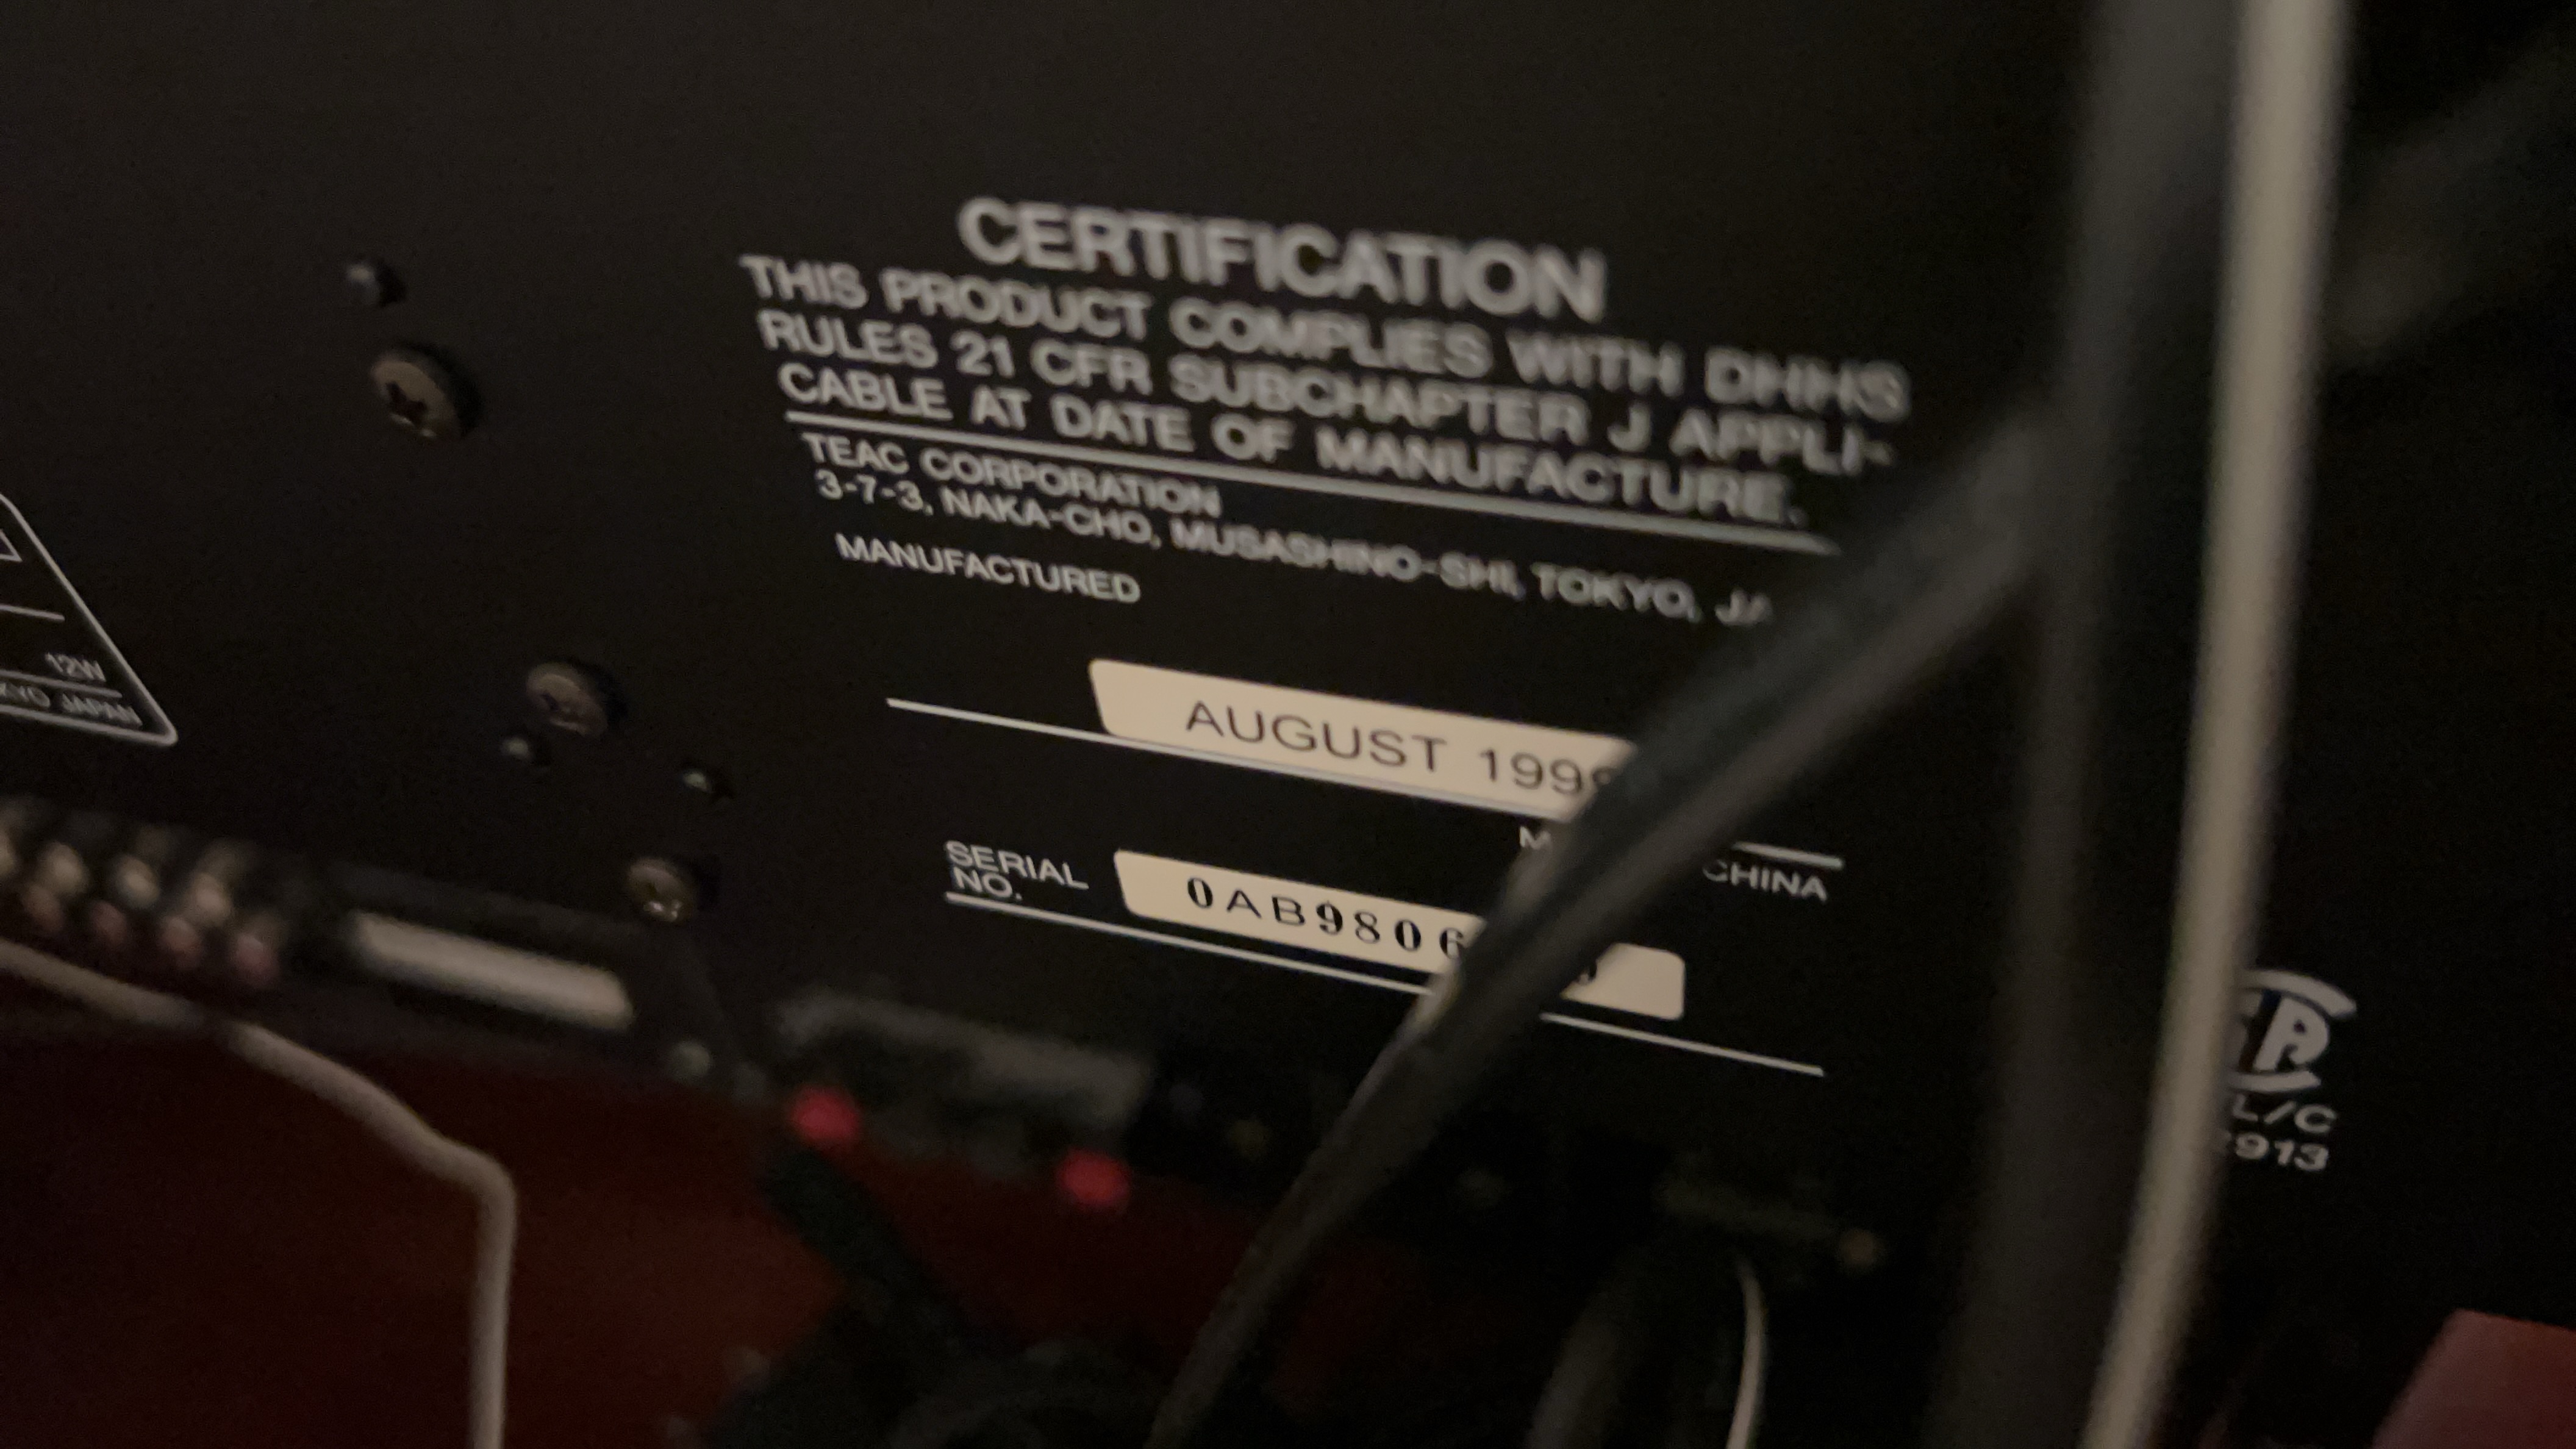 CERTIFICATION
THIS PRODUCT COMPLIES WITH DHHS
RULES 21 CFR SUBCHAPTER J APPLI-
CABLE AT DATE OF MANUFACTURE.
TEAC CORPORATION
3-7-3, NAKA-CHO, MUSASHINO-SHI, TOKYO,
MANUFACTURED
AUGUST
CHINA
SERIAL
NO.
12W
JAPAN